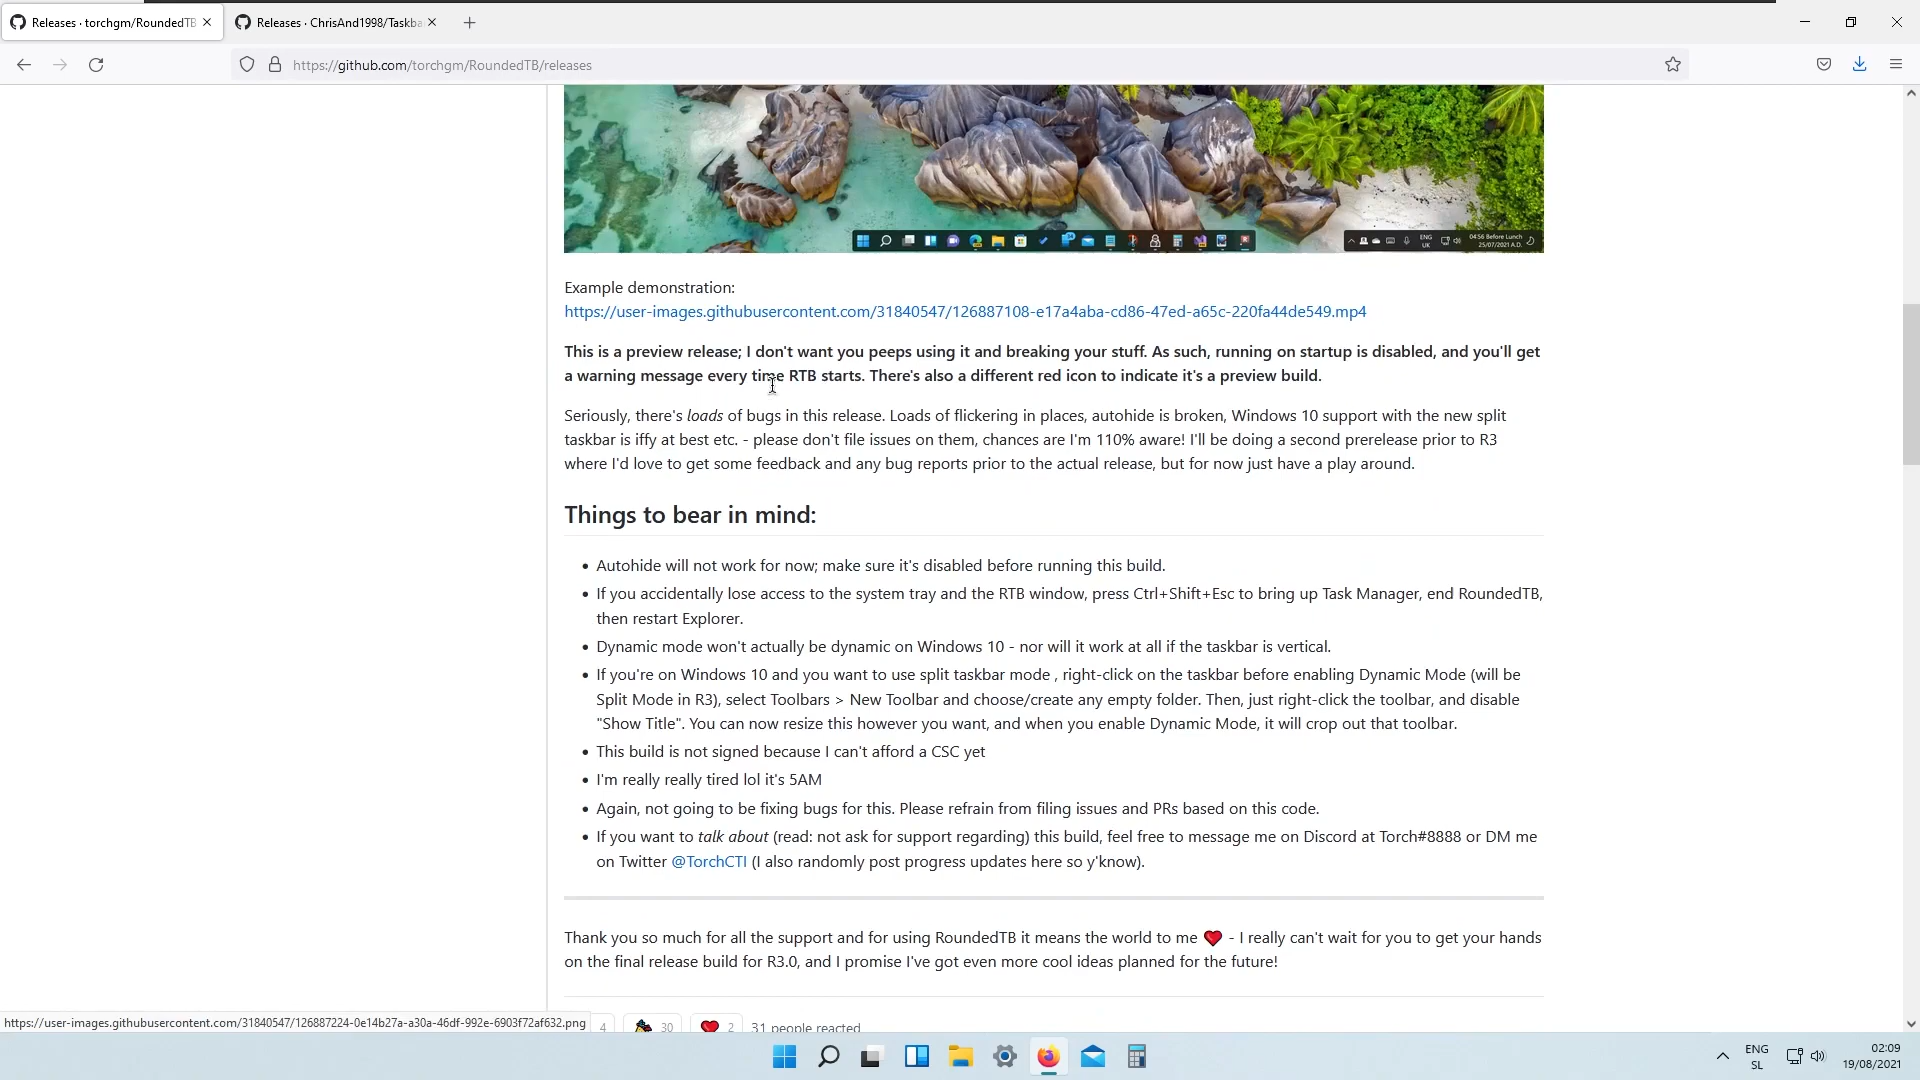 Releases · torchgm/RoundedTB
Releases · ChrisAnd1998/Taskba
https://github.com/torchgm/RoundedTB/releases
ENG
UK
04:56 Before Lunch
25/07/2021 A.D.
Example demonstration:
https://user-images.githubusercontent.com/31840547/126887108-e17a4aba-cd86-47ed-a65c-220fa44de549.mp4
This is a preview release; I don't want you peeps using it and breaking your stuff. As such, running on startup is disabled, and you'll get
a warning message every time RTB starts. There's also a different red icon to indicate it's a preview build.
Seriously, there's loads of bugs in this release. Loads of flickering in places, autohide is broken, Windows 10 support with the new split
taskbar is iffy at best etc. - please don't file issues on them, chances are I'm 110% aware! I'll be doing a second prerelease prior to R3
where I'd love to get some feedback and any bug reports prior to the actual release, but for now just have a play around.
Things to bear in mind:
• Autohide will not work for now; make sure it's disabled before running this build.
• If you accidentally lose access to the system tray and the RTB window, press Ctrl+Shift+Esc to bring up Task Manager, end RoundedTB,
then restart Explorer.
• Dynamic mode won't actually be dynamic on Windows 10 - nor will it work at all if the taskbar is vertical.
• If you're on Windows 10 and you want to use split taskbar mode , right-click on the taskbar before enabling Dynamic Mode (will be
Split Mode in R3), select Toolbars > New Toolbar and choose/create any empty folder. Then, just right-click the toolbar, and disable
"Show Title". You can now resize this however you want, and when you enable Dynamic Mode, it will crop out that toolbar.
• This build is not signed because I can't afford a CSC yet
• I'm really really tired lol it's 5AM
• Again, not going to be fixing bugs for this. Please refrain from filing issues and PRs based on this code.
• If you want to talk about (read: not ask for support regarding) this build, feel free to message me on Discord at Torch#8888 or DM me
on Twitter @TorchCTI (I also randomly post progress updates here so y'know).
Thank you so much for all the support and for using RoundedTB it means the world to me ❤ - I really can't wait for you to get your hands
on the final release build for R3.0, and I promise I've got even more cool ideas planned for the future!
https://user-images.githubusercontent.com/31840547/126887224-0e14b27a-a30a-46df-992e-6903f72af632.png
4 30 2 31 people reacted
ENG
SL
02:09
19/08/2021